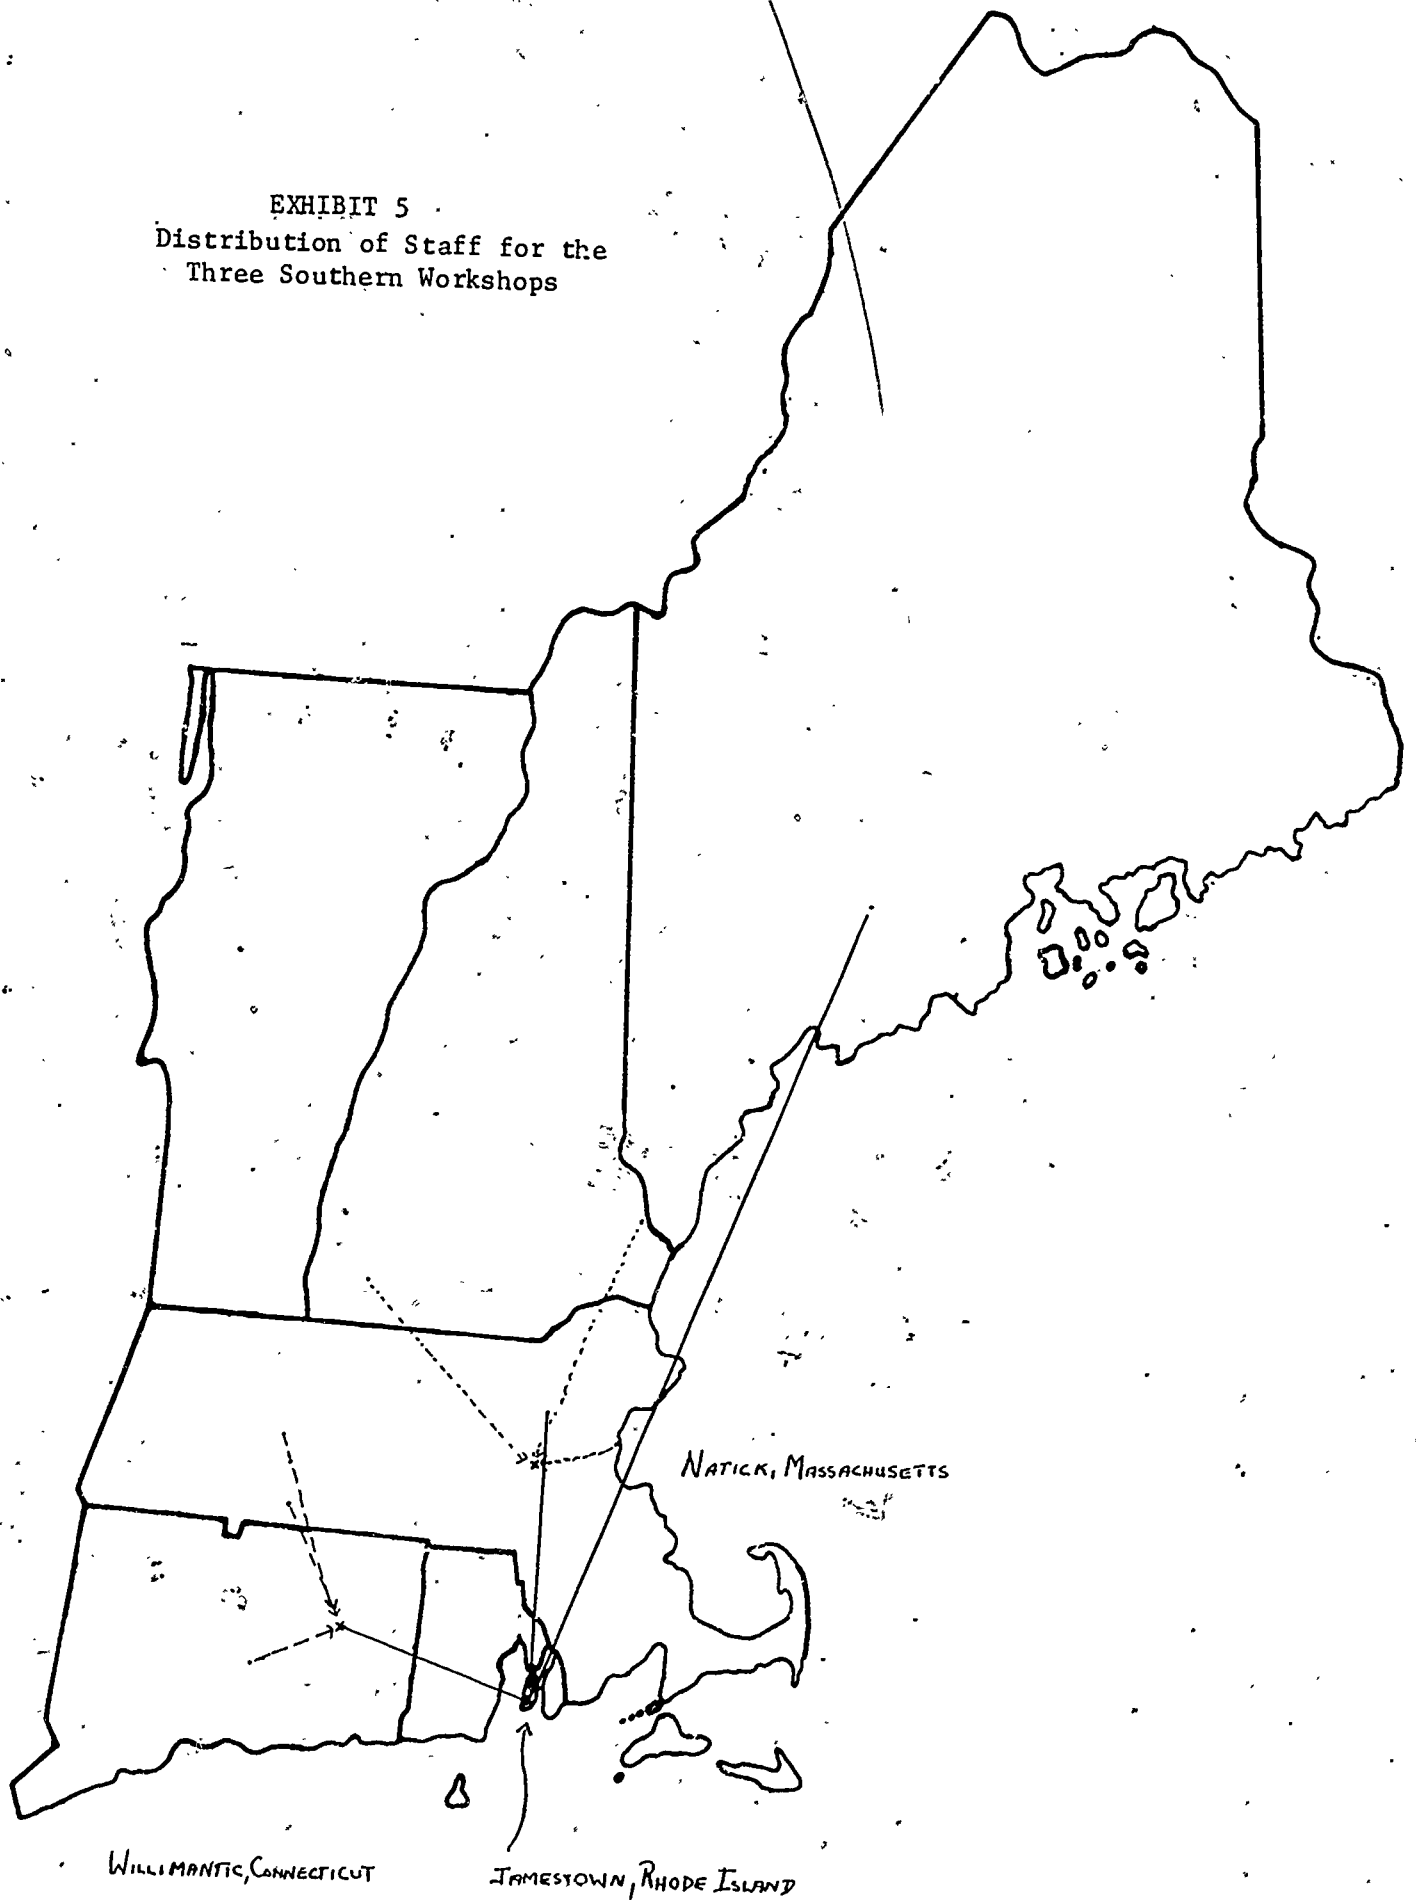 EXHIBIT 5
Distribution of Staff for the
Three Southern Workshops
NATICK, MASSACHUSETTS
WILLIMANTIC, CONNECTICUT
JAMESTOWN, RHODE ISLAND